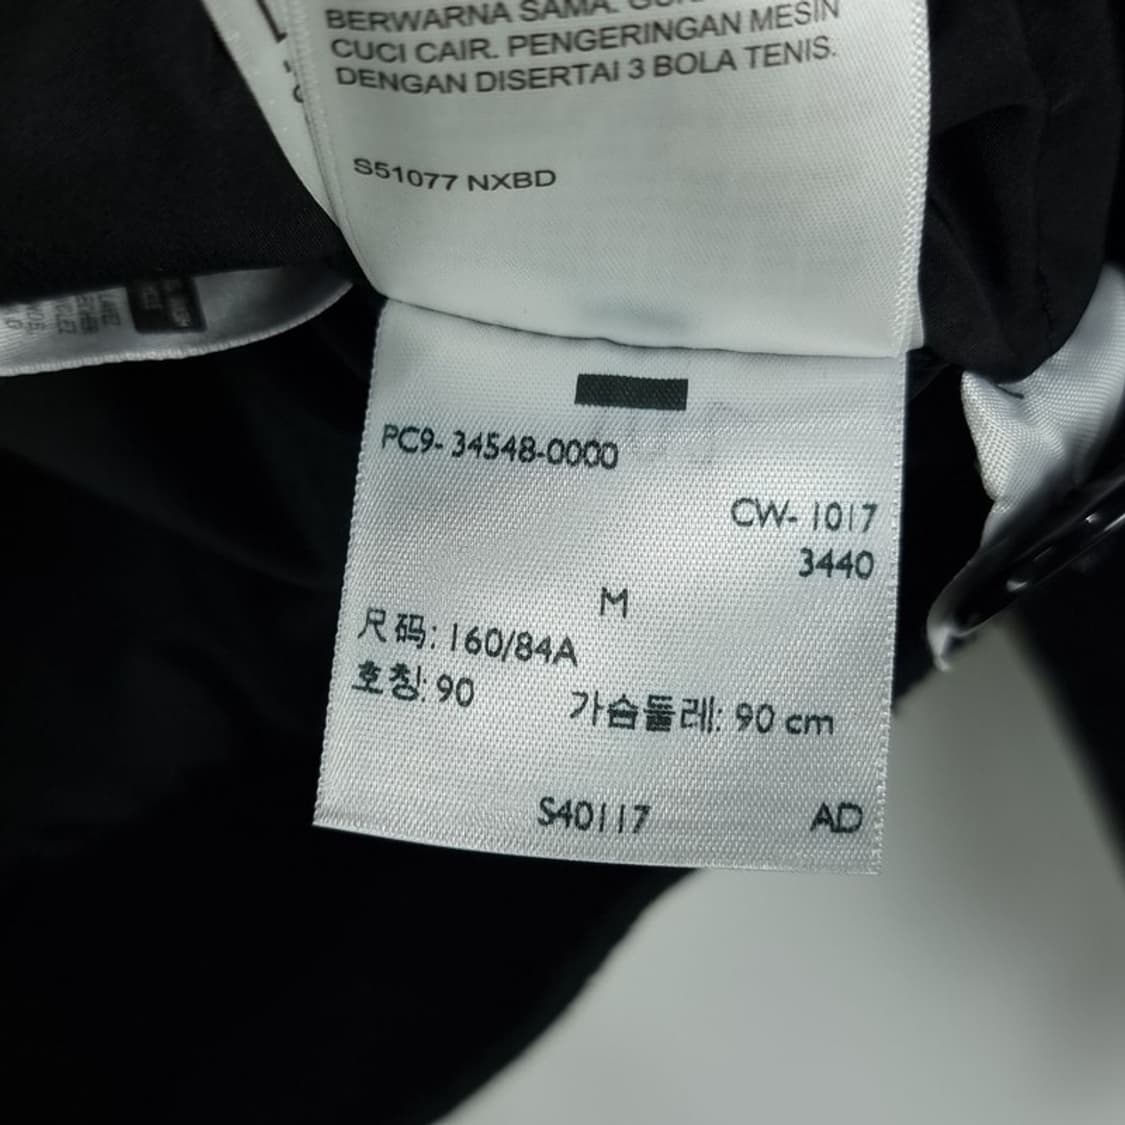 BERWARNA SAMA.
CUCI CAIR. PENGERINGAN MESIN
DENGAN DISERTAI 3 BOLA TENIS.
S51077 NXBD
PC9- 34548-0000
CW- 1017
3440
M
尺码: 160/84A
호칭: 90 가슴둘레: 90 cm
S40117 AD